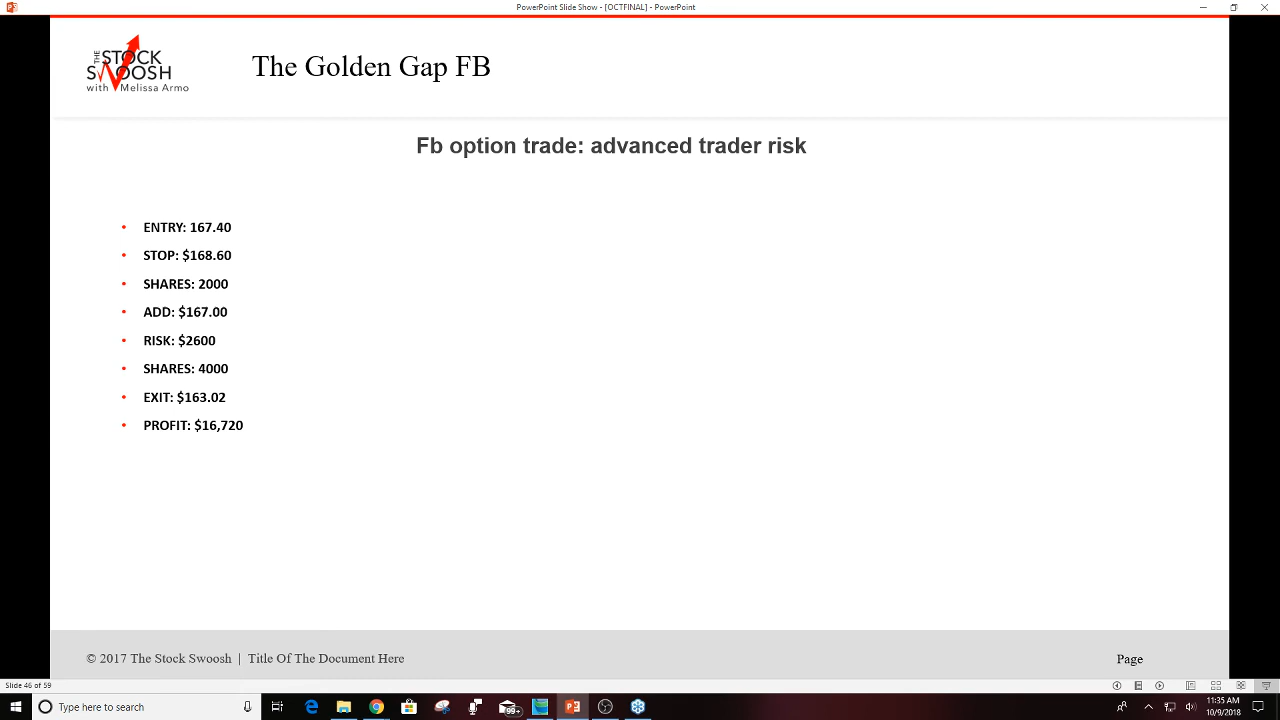 PowerPoint Slide Show - [OCTFINAL] - PowerPoint
THE STOCK
SWOOSH
with Melissa Armo
The Golden Gap FB
Fb option trade: advanced trader risk
• ENTRY: 167.40
• STOP: $168.60
• SHARES: 2000
• ADD: $167.00
• RISK: $2600
• SHARES: 4000
• EXIT: $163.02
• PROFIT: $16,720
© 2017 The Stock Swoosh | Title Of The Document Here
Page
Slide 46 of 59
Type here to search
99+
11:35 AM
10/9/2018